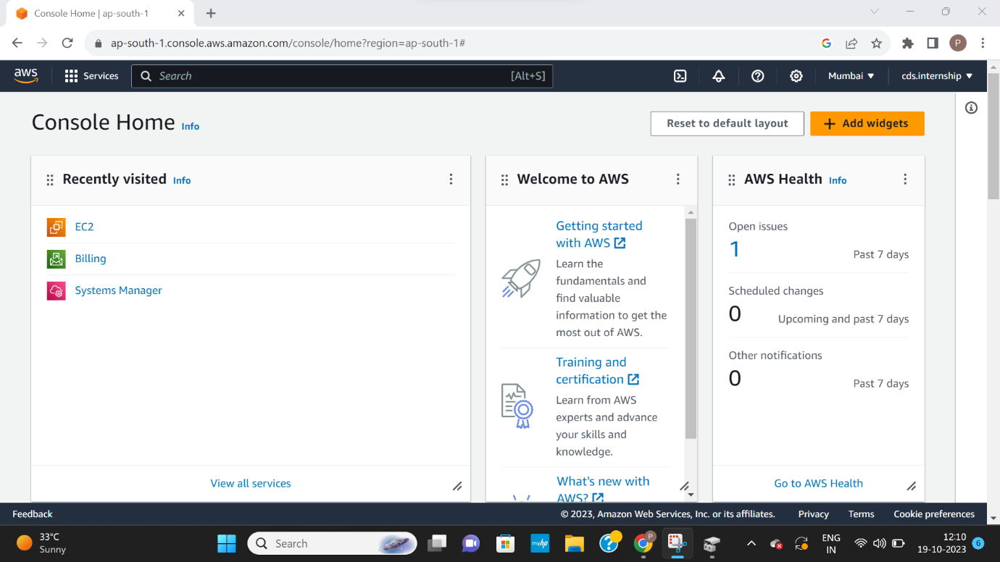 Console Home | ap-south-1
ap-south-1.console.aws.amazon.com/console/home?region=ap-south-1#
G
P
aws
Services
Search
[Alt+S]
Mumbai
cds.internship
Console Home Info
Reset to default layout
Add widgets
Recently visited Info
EC2
Billing
Systems Manager
View all services
Welcome to AWS
Getting started
with AWS
Learn the
fundamentals and
find valuable
information to get the
most out of AWS.
Training and
certification
Learn from AWS
experts and advance
your skills and
knowledge.
What's new with
AWS?
AWS Health Info
Open issues
1
Past 7 days
Scheduled changes
0
Upcoming and past 7 days
Other notifications
0
Past 7 days
Go to AWS Health
Feedback
© 2023, Amazon Web Services, Inc. or its affiliates.
Privacy
Terms
Cookie preferences
33°C
Sunny
Search
myhp
P
ENG
IN
12:10
19-10-2023
6